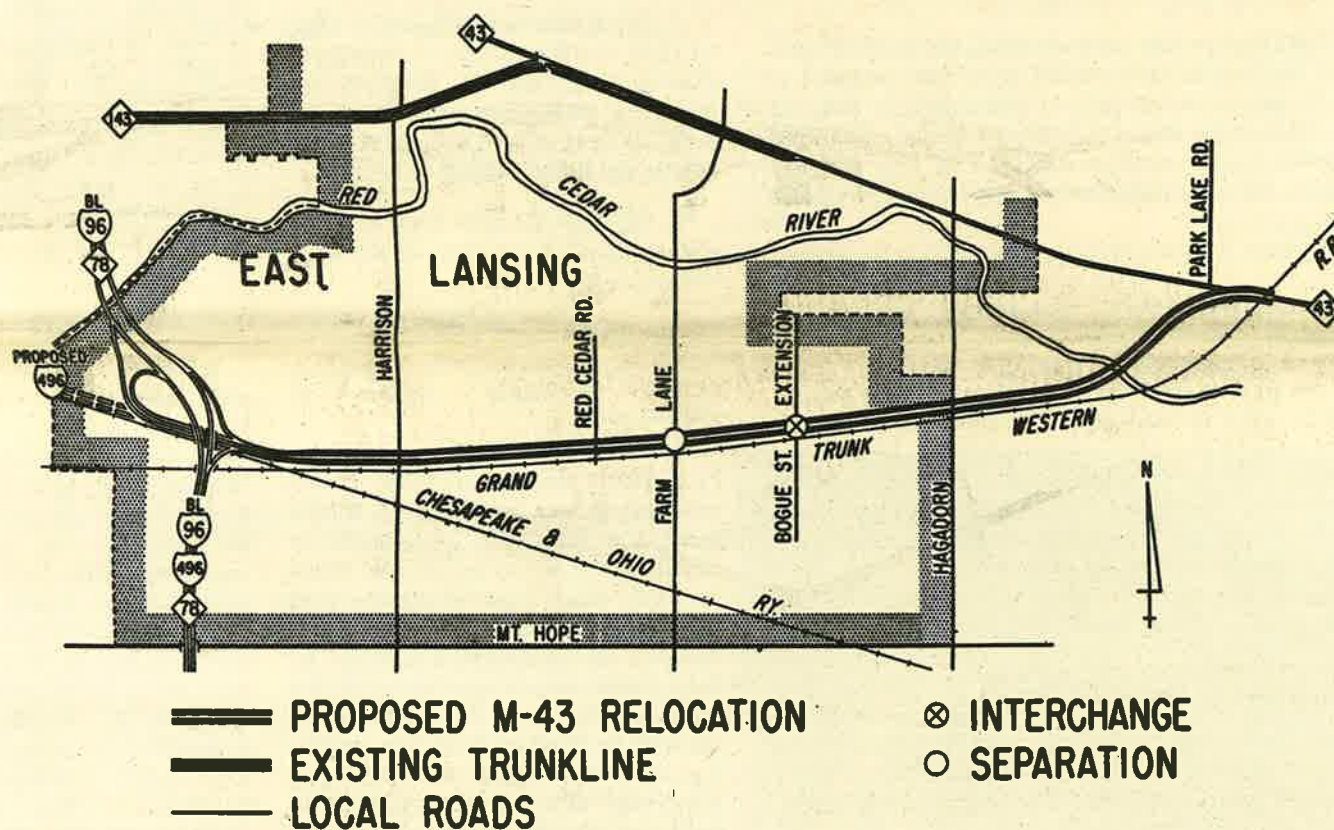 43
43
PARK LAKE RD.
RED
CEDAR
RIVER
BL
96
78
EAST LANSING
R.R.
43
PROPOSED
496
HARRISON
RED CEDAR RD.
FARM LANE
BOGUE ST. EXTENSION
HAGADORN
GRAND
TRUNK
WESTERN
CHESAPEAKE & OHIO RY.
BL
96
496
78
N
MT. HOPE
PROPOSED M-43 RELOCATION
EXISTING TRUNKLINE
LOCAL ROADS
INTERCHANGE
SEPARATION